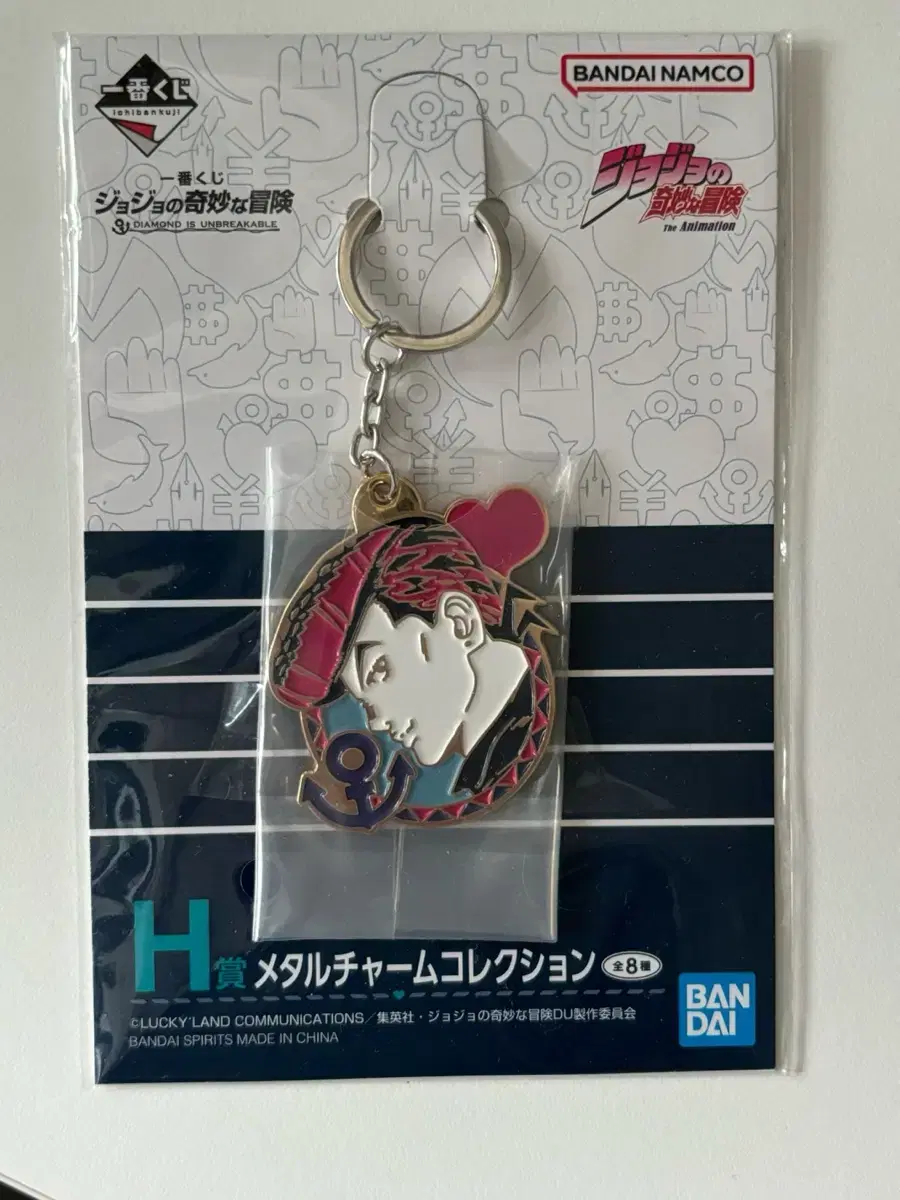 一番くじ
ichibankuji
BANDAI NAMCO
一番くじ
ジョジョの奇妙な冒険
DIAMOND IS UNBREAKABLE
ジョジョの
奇妙な冒険
The Animation
H賞 メタルチャームコレクション 全8種
©LUCKY LAND COMMUNICATIONS/集英社・ジョジョの奇妙な冒険DU製作委員会
BANDAI SPIRITS MADE IN CHINA
BAN
DAI